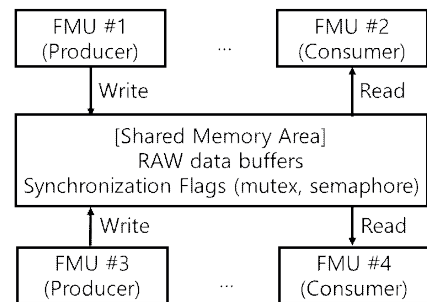 FMU #1
(Producer)
...
FMU #2
(Consumer)
Write
Read
[Shared Memory Area]
RAW data buffers
Synchronization Flags (mutex, semaphore)
Write
Read
FMU #3
(Producer)
...
FMU #4
(Consumer)